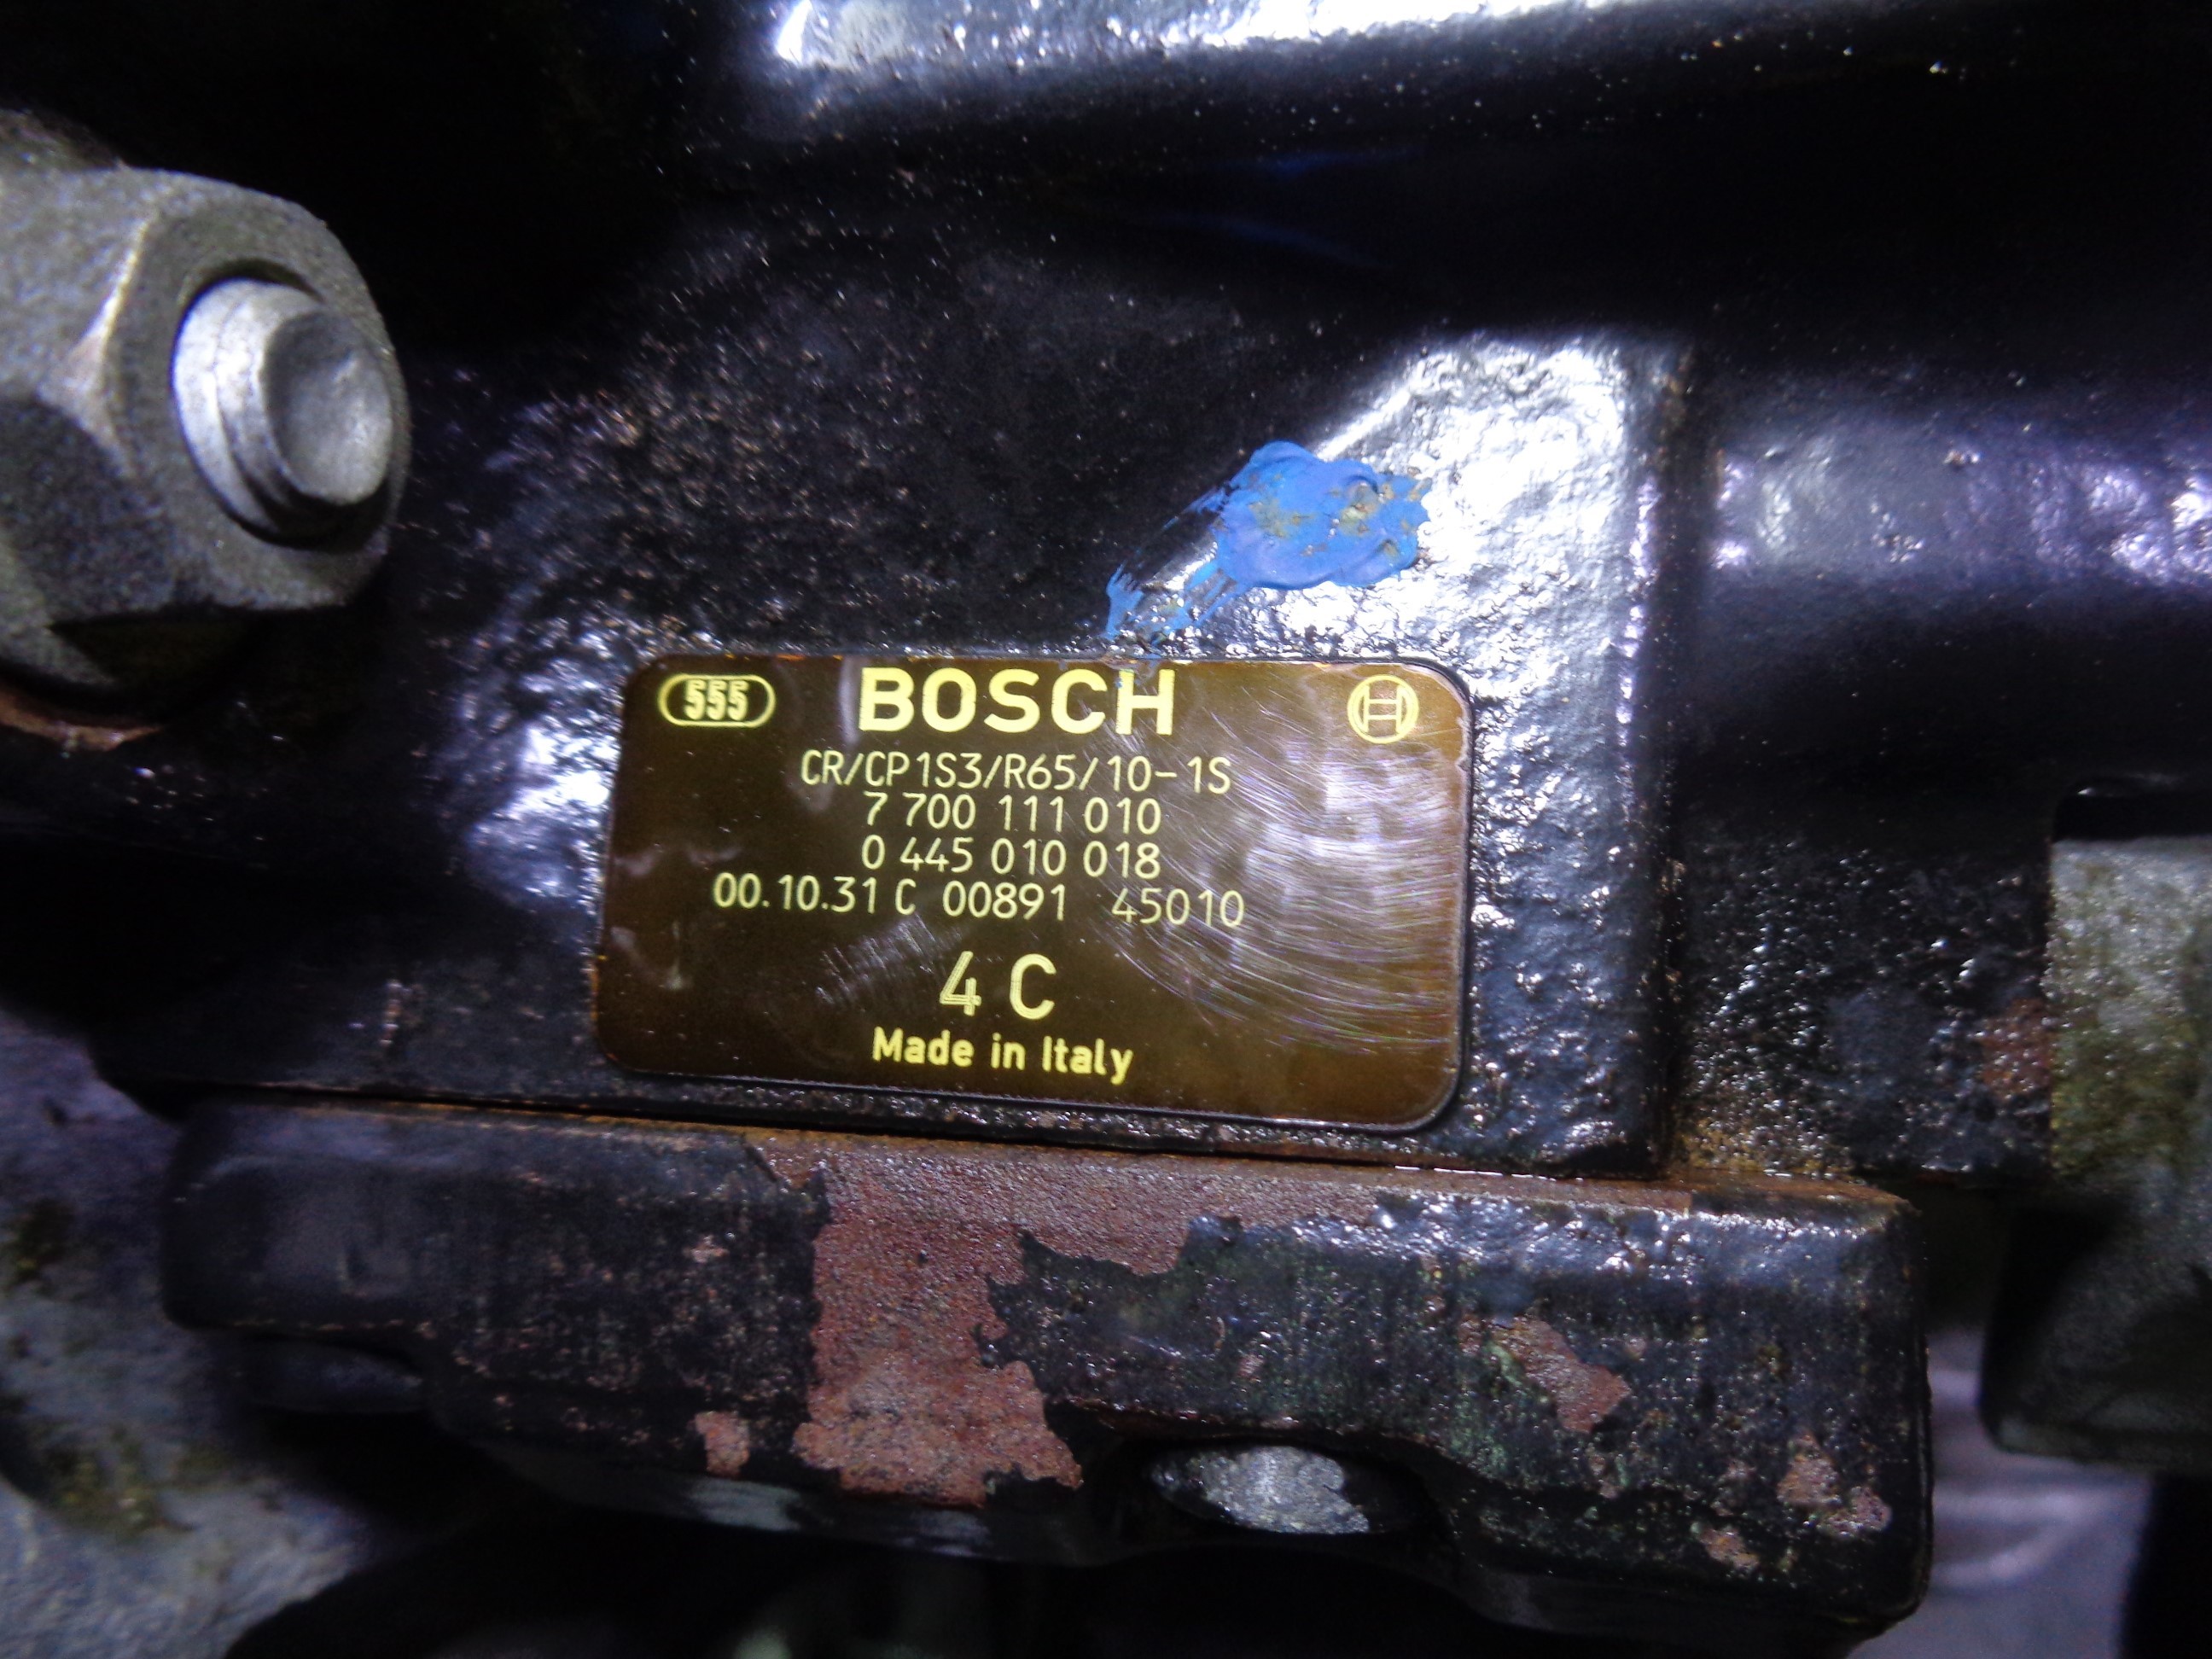 555 BOSCH
CR/CP1S3/R65/10-1S
7 700 111 010
0 445 010 018
00.10.31 C 00891 45010
4 C
Made in Italy